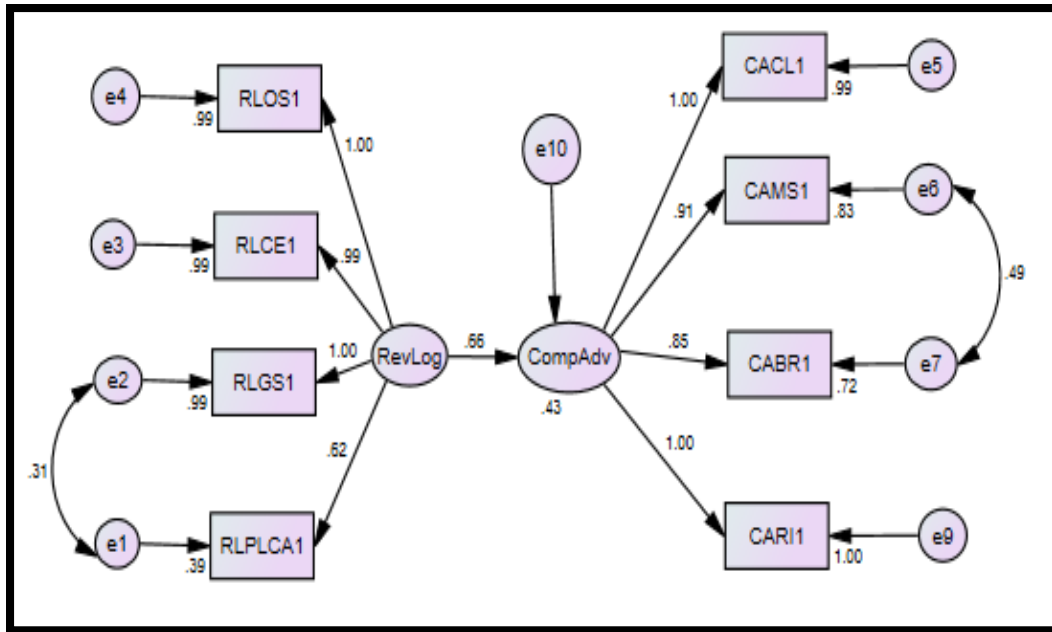 e4
RLOS1
.99
1.00
e3
RLCE1
.99
.99
e2
RLGS1
.99
1.00
e1
RLPLCA1
.39
.62
.31
RevLog
.66
CompAdv
.43
e10
CACL1
e5
.99
1.00
CAMS1
e6
.83
.91
.49
CABR1
e7
.72
.85
CARI1
e9
1.00
1.00